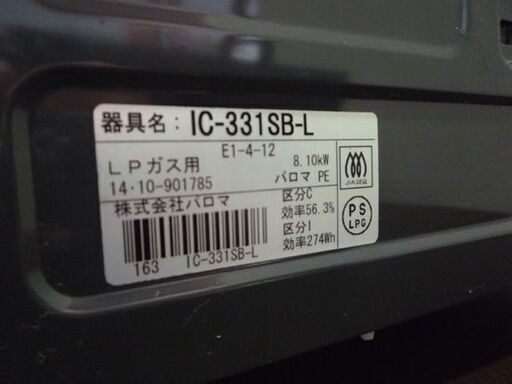 器具名: IC-331SB-L
E1-4-12
LPガス用 8.10kW
14・10-901785 パロマ PE
株式会社パロマ 区分C
効率56.3%
区分I
効率274Wh
163 IC-331SB-L
PS
LPG